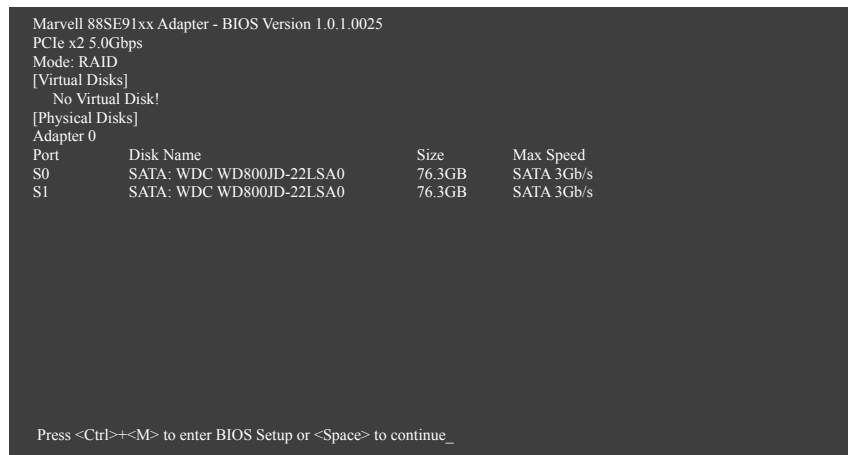 Marvell 88SE91xx Adapter - BIOS Version 1.0.1.0025
PCIe x2 5.0Gbps
Mode: RAID
[Virtual Disks]
No Virtual Disk!
[Physical Disks]
Adapter 0
Port Disk Name Size Max Speed
S0 SATA: WDC WD800JD-22LSA0 76.3GB SATA 3Gb/s
S1 SATA: WDC WD800JD-22LSA0 76.3GB SATA 3Gb/s
Press <Ctrl>+<M> to enter BIOS Setup or <Space> to continue_